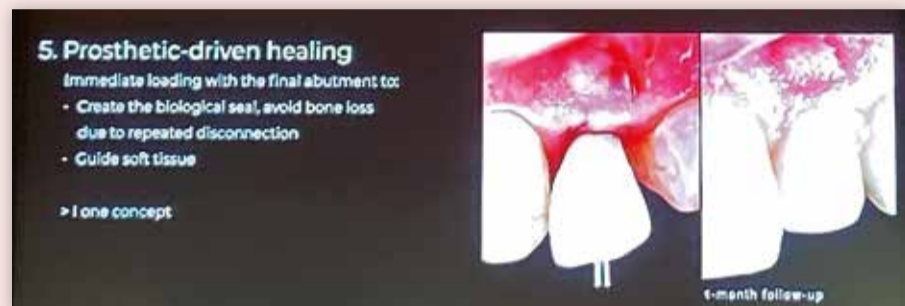 5. Prosthetic-driven healing
Immediate loading with the final abutment to:
- Create the biological seal, avoid bone loss
due to repeated disconnection
- Guide soft tissue
> 1 one concept
1-month follow-up